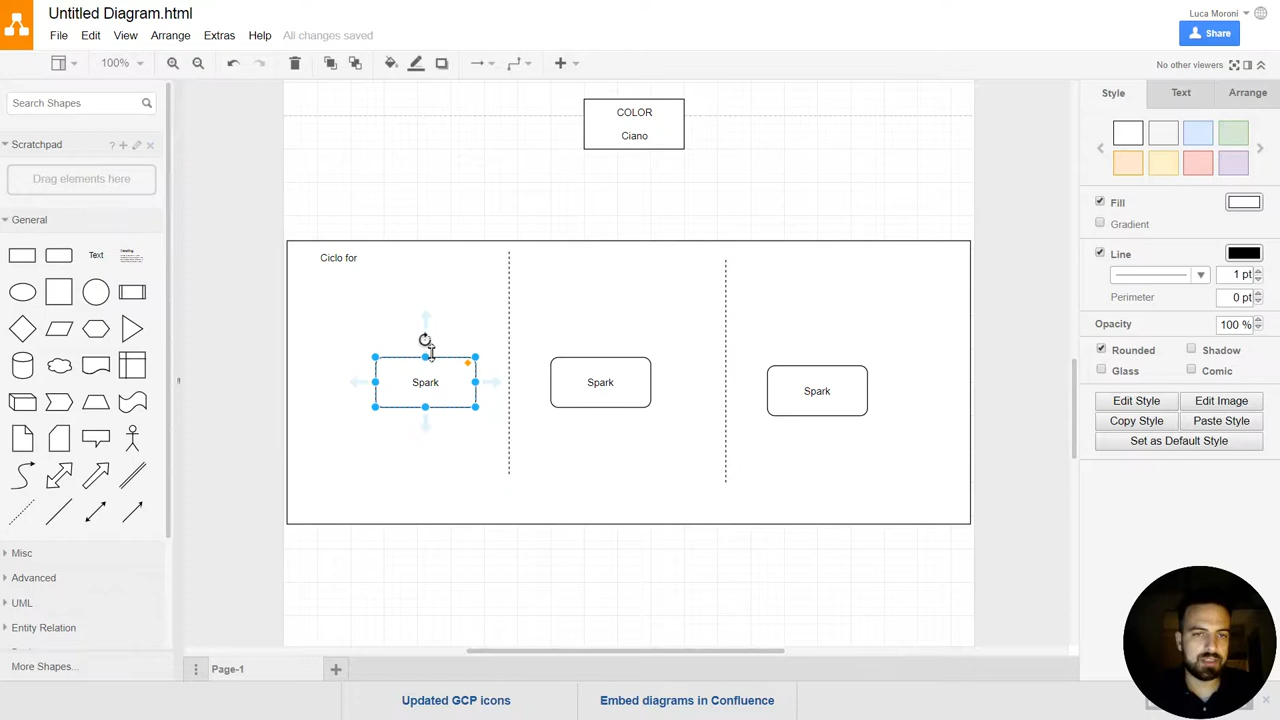 Untitled Diagram.html
Luca Moroni
File Edit View Arrange Extras Help All changes saved
Share
100%
No other viewers
Search Shapes
Scratchpad
?
Drag elements here
General
Text
Heading
Misc
Advanced
UML
Entity Relation
More Shapes...
COLOR
Ciano
Ciclo for
Spark
Spark
Spark
Page-1
Style Text Arrange
Fill
Gradient
Line
1 pt
Perimeter
0 pt
Opacity
100 %
Rounded Shadow
Glass Comic
Edit Style Edit Image
Copy Style Paste Style
Set as Default Style
Updated GCP icons Embed diagrams in Confluence